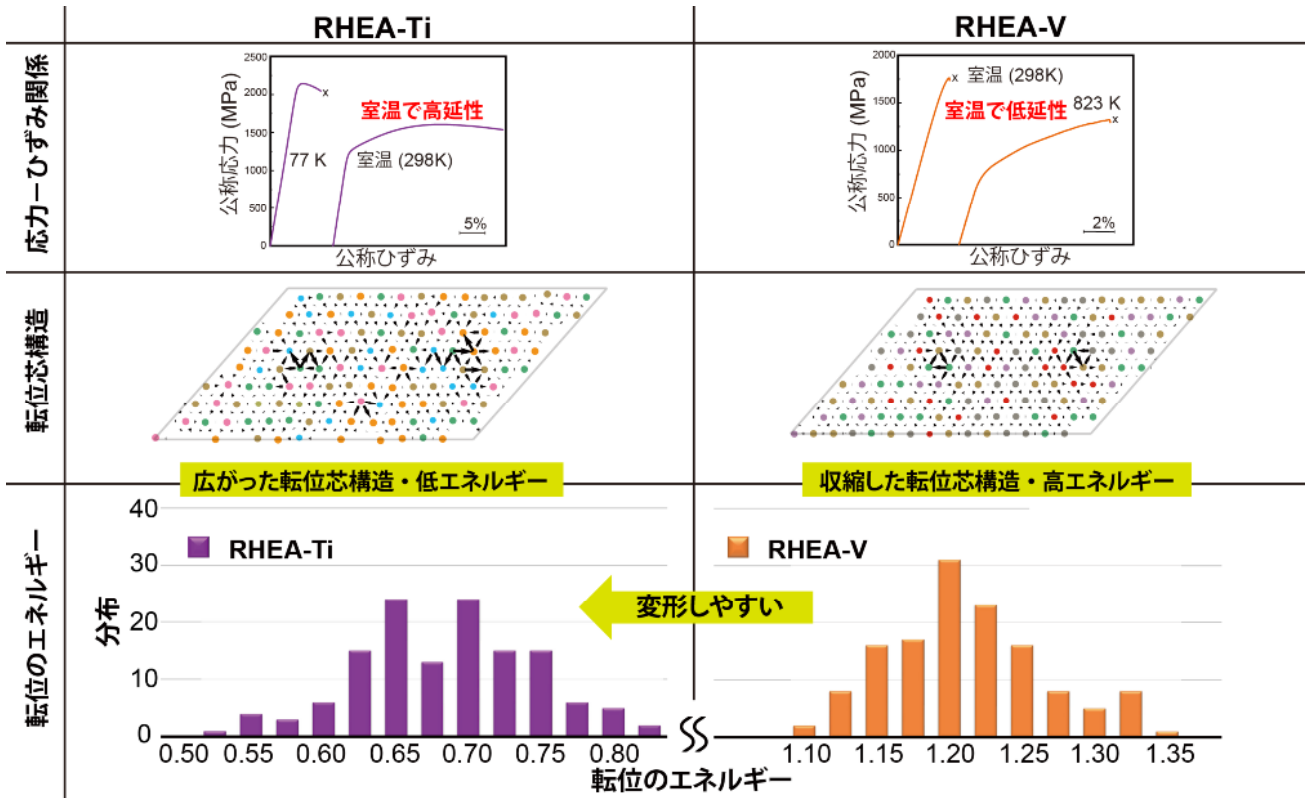 RHEA-Ti
RHEA-V
応力ーひずみ関係
公称応力 (MPa)
2500
2000
1500
1000
500
0
x
室温で高延性
77 K
室温 (298K)
5%
公称ひずみ
公称応力 (MPa)
2000
1500
1000
500
0
x 室温 (298K)
室温で低延性
823 K
x
2%
公称ひずみ
転位芯構造
広がった転位芯構造・低エネルギー
収縮した転位芯構造・高エネルギー
転位のエネルギー
分布
40
30
20
10
0
RHEA-Ti
RHEA-V
変形しやすい
0.50 0.55 0.60 0.65 0.70 0.75 0.80
1.10 1.15 1.20 1.25 1.30 1.35
転位のエネルギー